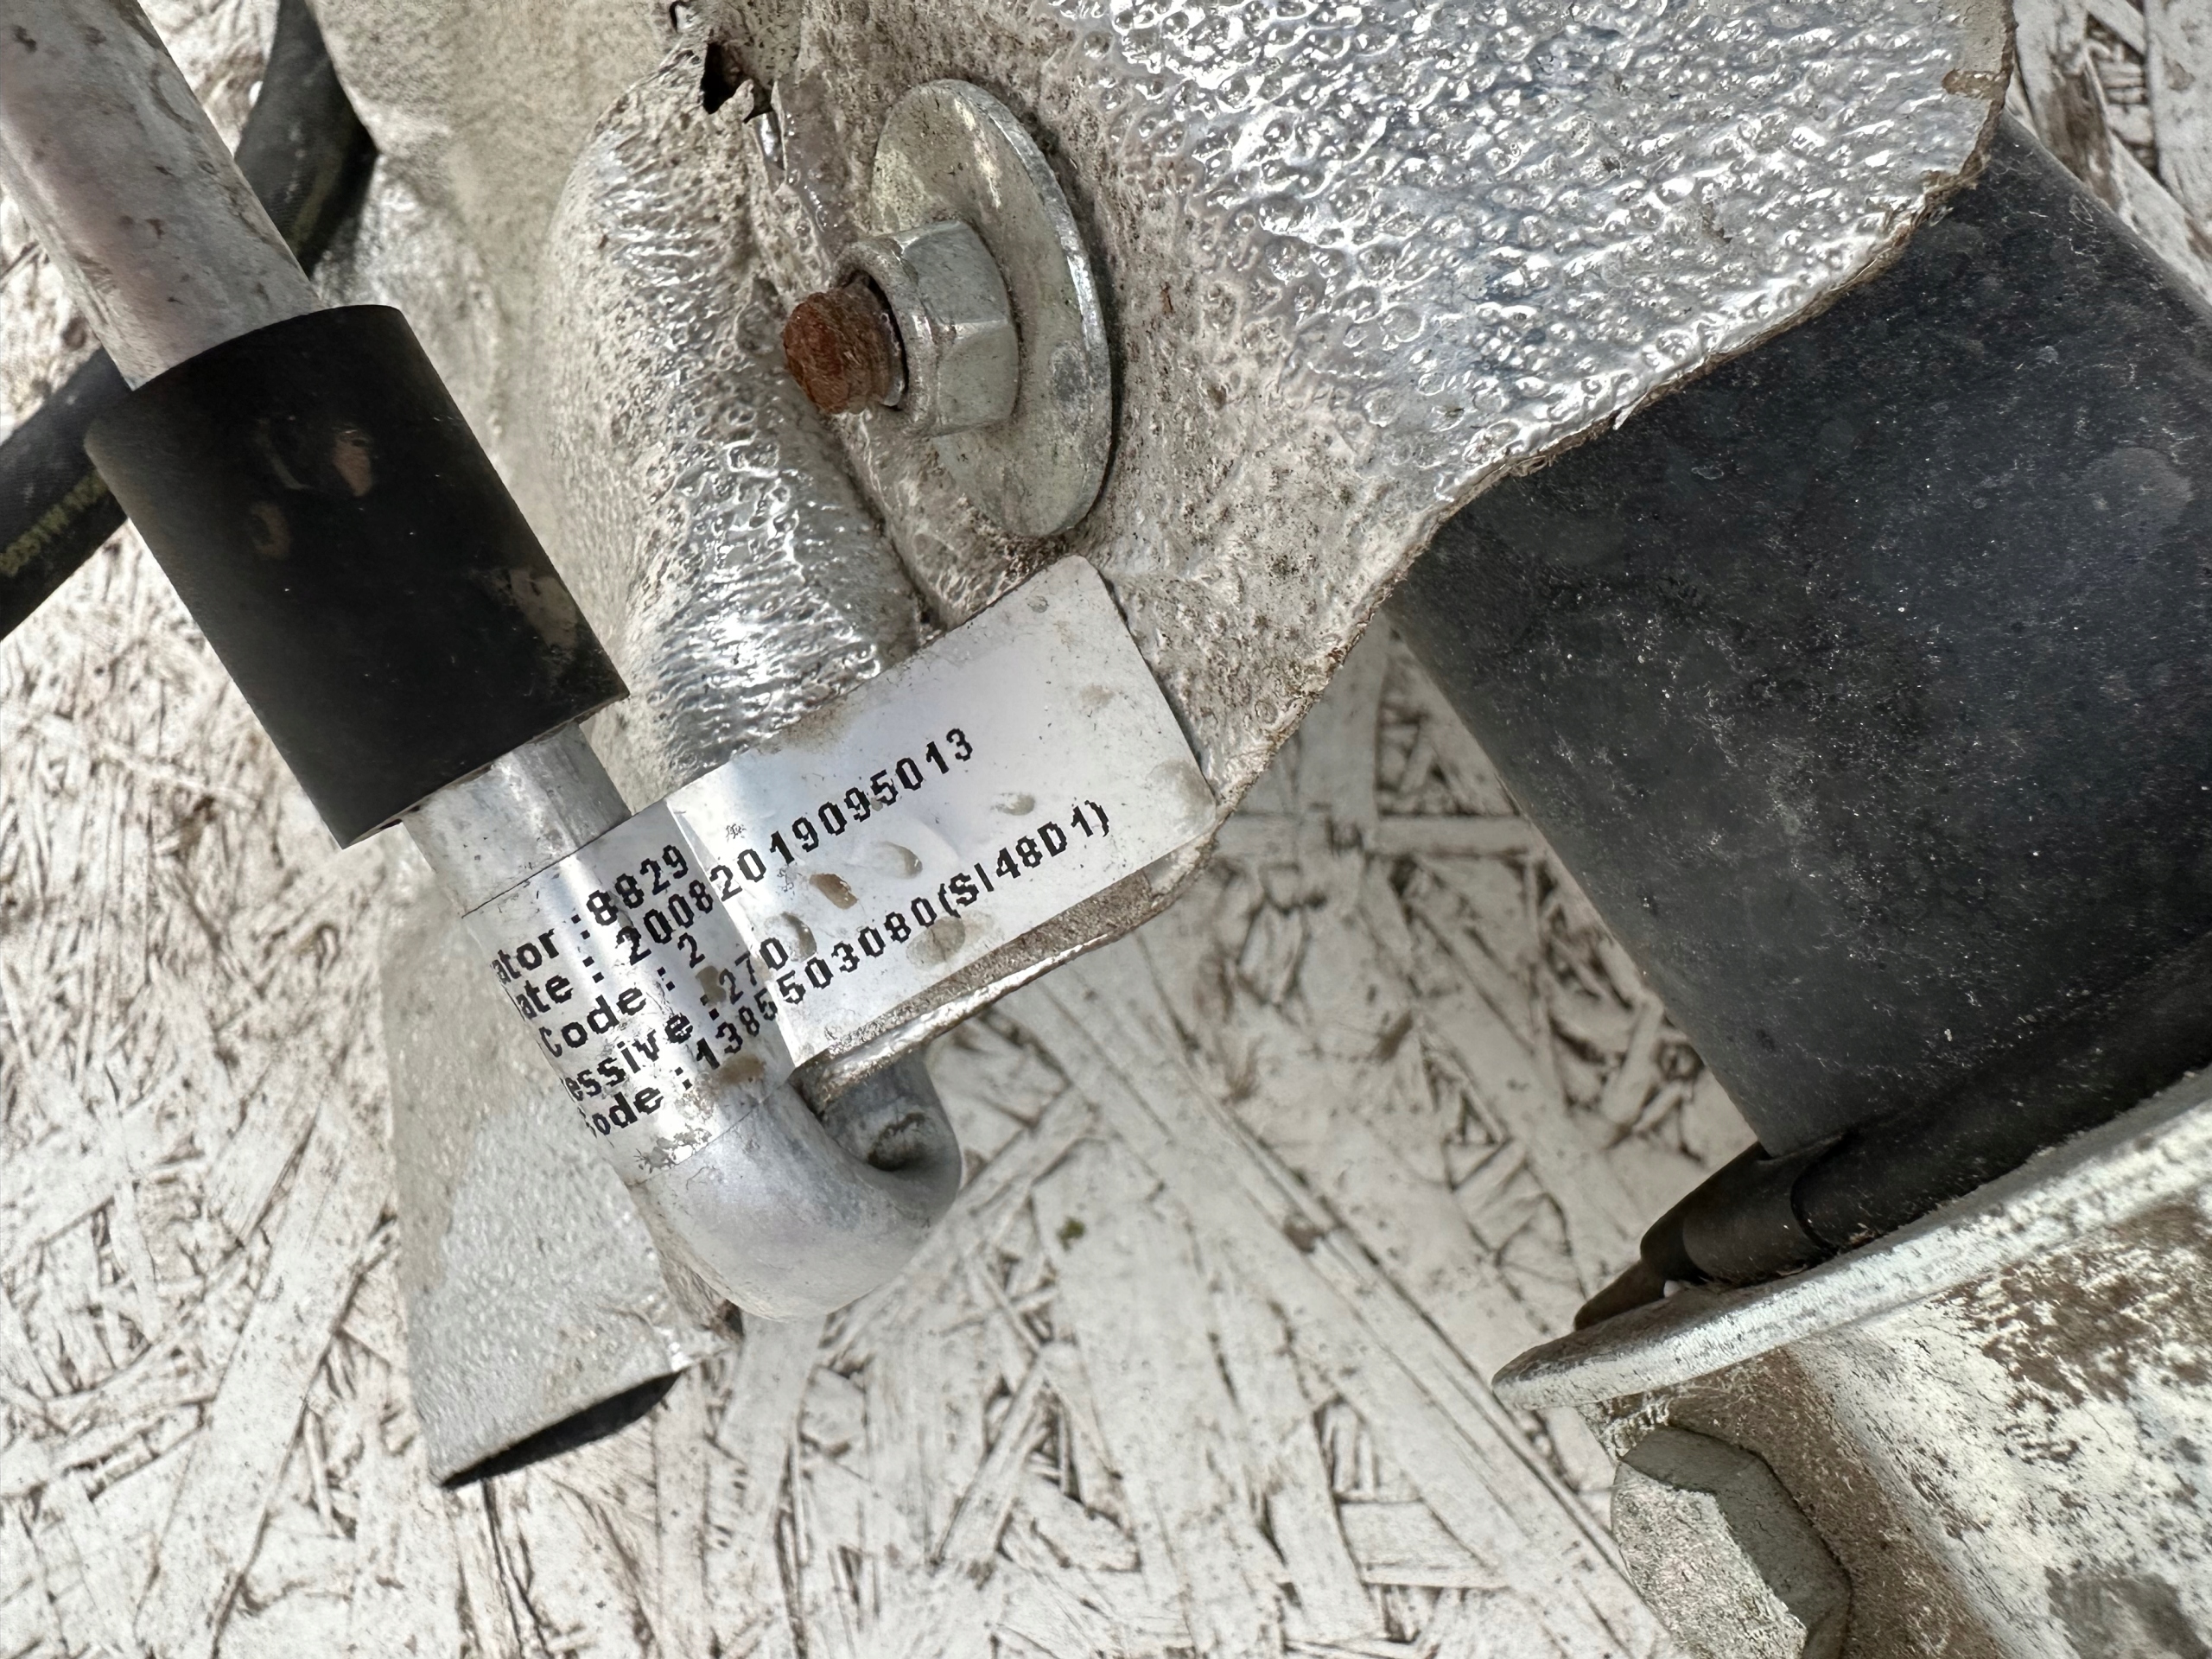 ator :8829
ate : 20082019095013
Code : 2
essive :270
ode :1385503080(SI48D1)